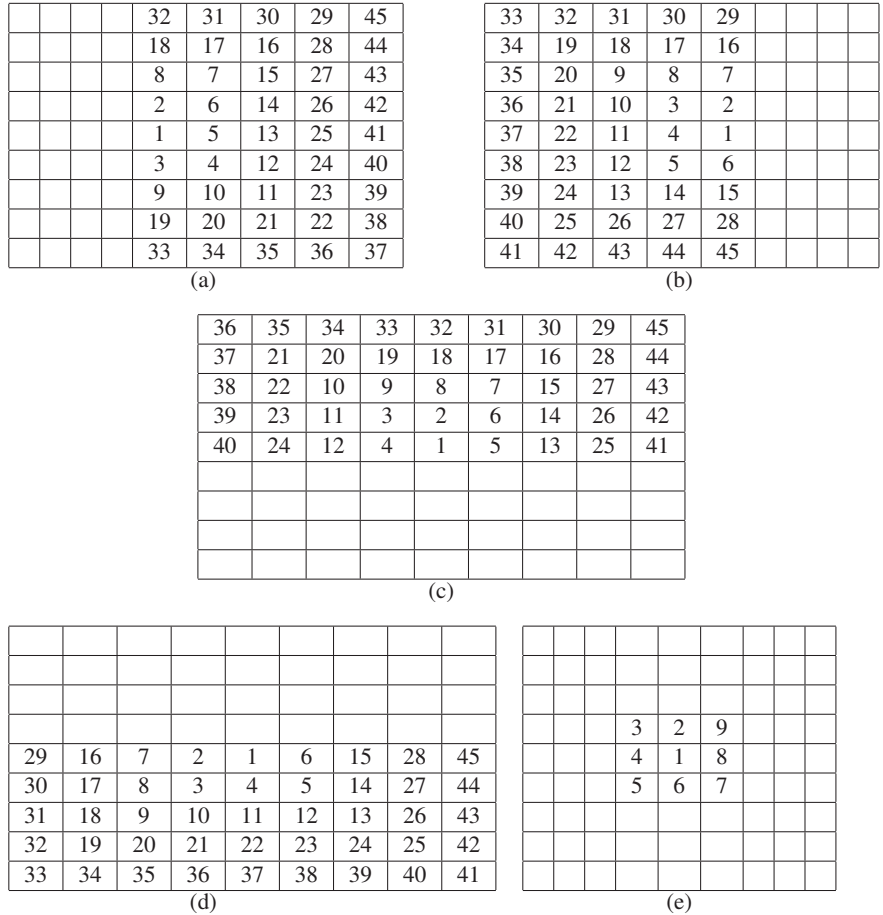 32 31 30 29 45
18 17 16 28 44
8 7 15 27 43
2 6 14 26 42
1 5 13 25 41
3 4 12 24 40
9 10 11 23 39
19 20 21 22 38
33 34 35 36 37
(a)
33 32 31 30 29
34 19 18 17 16
35 20 9 8 7
36 21 10 3 2
37 22 11 4 1
38 23 12 5 6
39 24 13 14 15
40 25 26 27 28
41 42 43 44 45
(b)
36 35 34 33 32 31 30 29 45
37 21 20 19 18 17 16 28 44
38 22 10 9 8 7 15 27 43
39 23 11 3 2 6 14 26 42
40 24 12 4 1 5 13 25 41
(c)
29 16 7 2 1 6 15 28 45
30 17 8 3 4 5 14 27 44
31 18 9 10 11 12 13 26 43
32 19 20 21 22 23 24 25 42
33 34 35 36 37 38 39 40 41
(d)
3 2 9
4 1 8
5 6 7
(e)